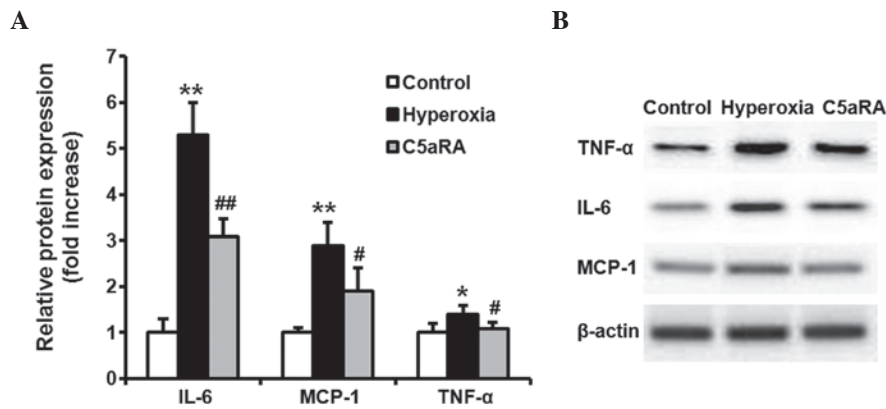 A
B
Relative protein expression
(fold increase)
7
6
5
4
3
2
1
0
**
##
**
#
*
#
Control
Hyperoxia
C5aRA
IL-6
MCP-1
TNF-α
Control Hyperoxia C5aRA
TNF-α
IL-6
MCP-1
β-actin